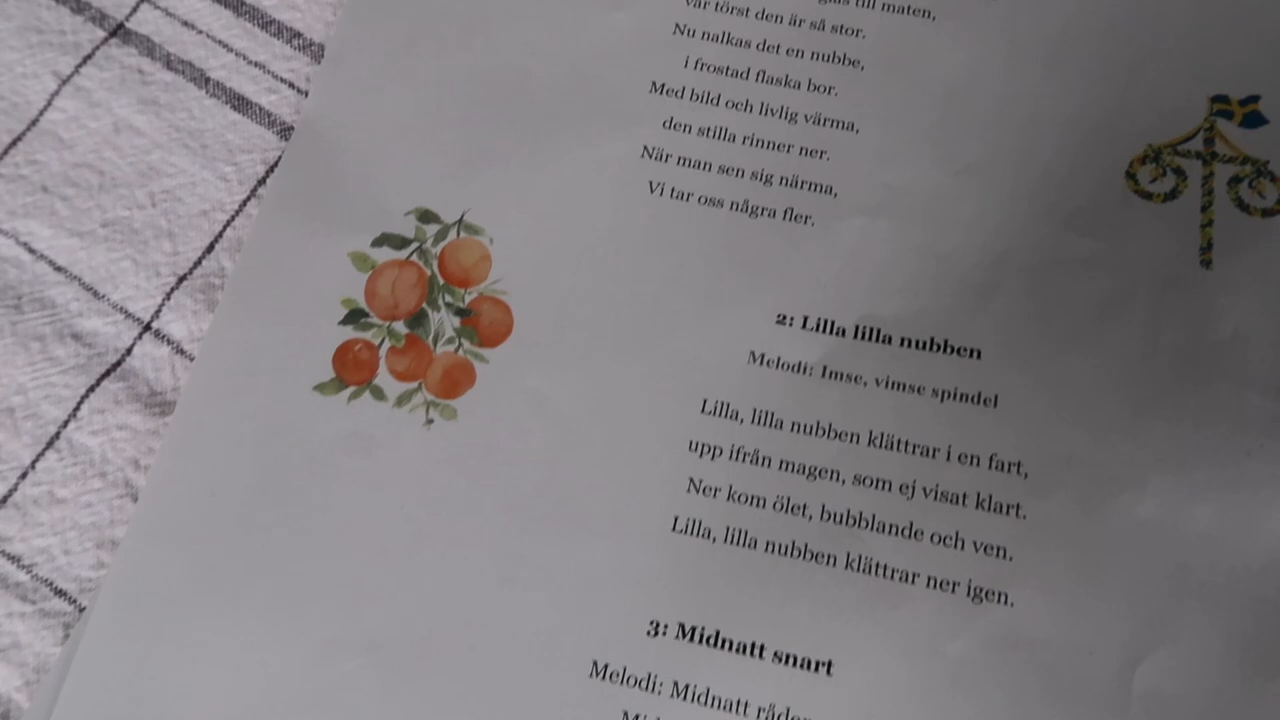 till maten,
vår törst den är så stor.
Nu nalkas det en nubbe,
i frostad flaska bor.
Med bild och livlig värma,
den stilla rinner ner.
När man sen sig närma,
Vi tar oss några fler.
2: Lilla lilla nubben
Melodi: Imse, vimse spindel
Lilla, lilla nubben klättrar i en fart,
upp ifrån magen, som ej visat klart.
Ner kom ölet, bubblande och ven.
Lilla, lilla nubben klättrar ner igen.
3: Midnatt snart
Melodi: Midnatt råder